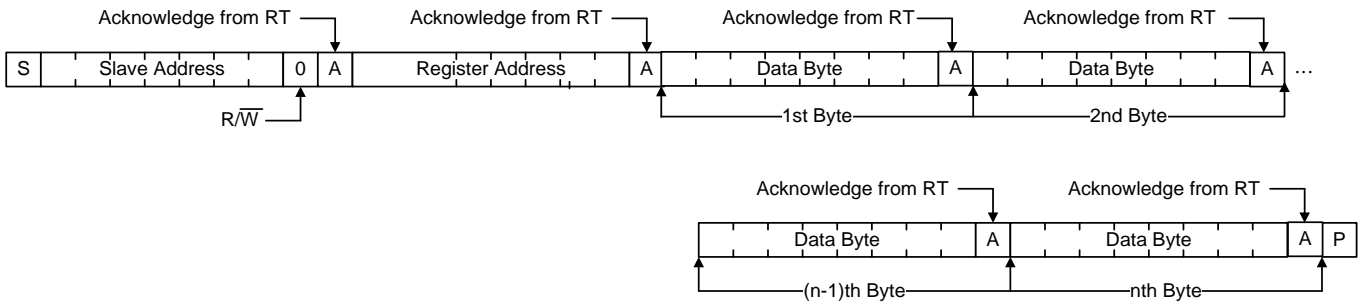 Acknowledge from RT Acknowledge from RT Acknowledge from RT Acknowledge from RT
S Slave Address 0 A Register Address A Data Byte A Data Byte A ...
R/W̅ 1st Byte 2nd Byte
Acknowledge from RT Acknowledge from RT
Data Byte A Data Byte A P
(n-1)th Byte nth Byte